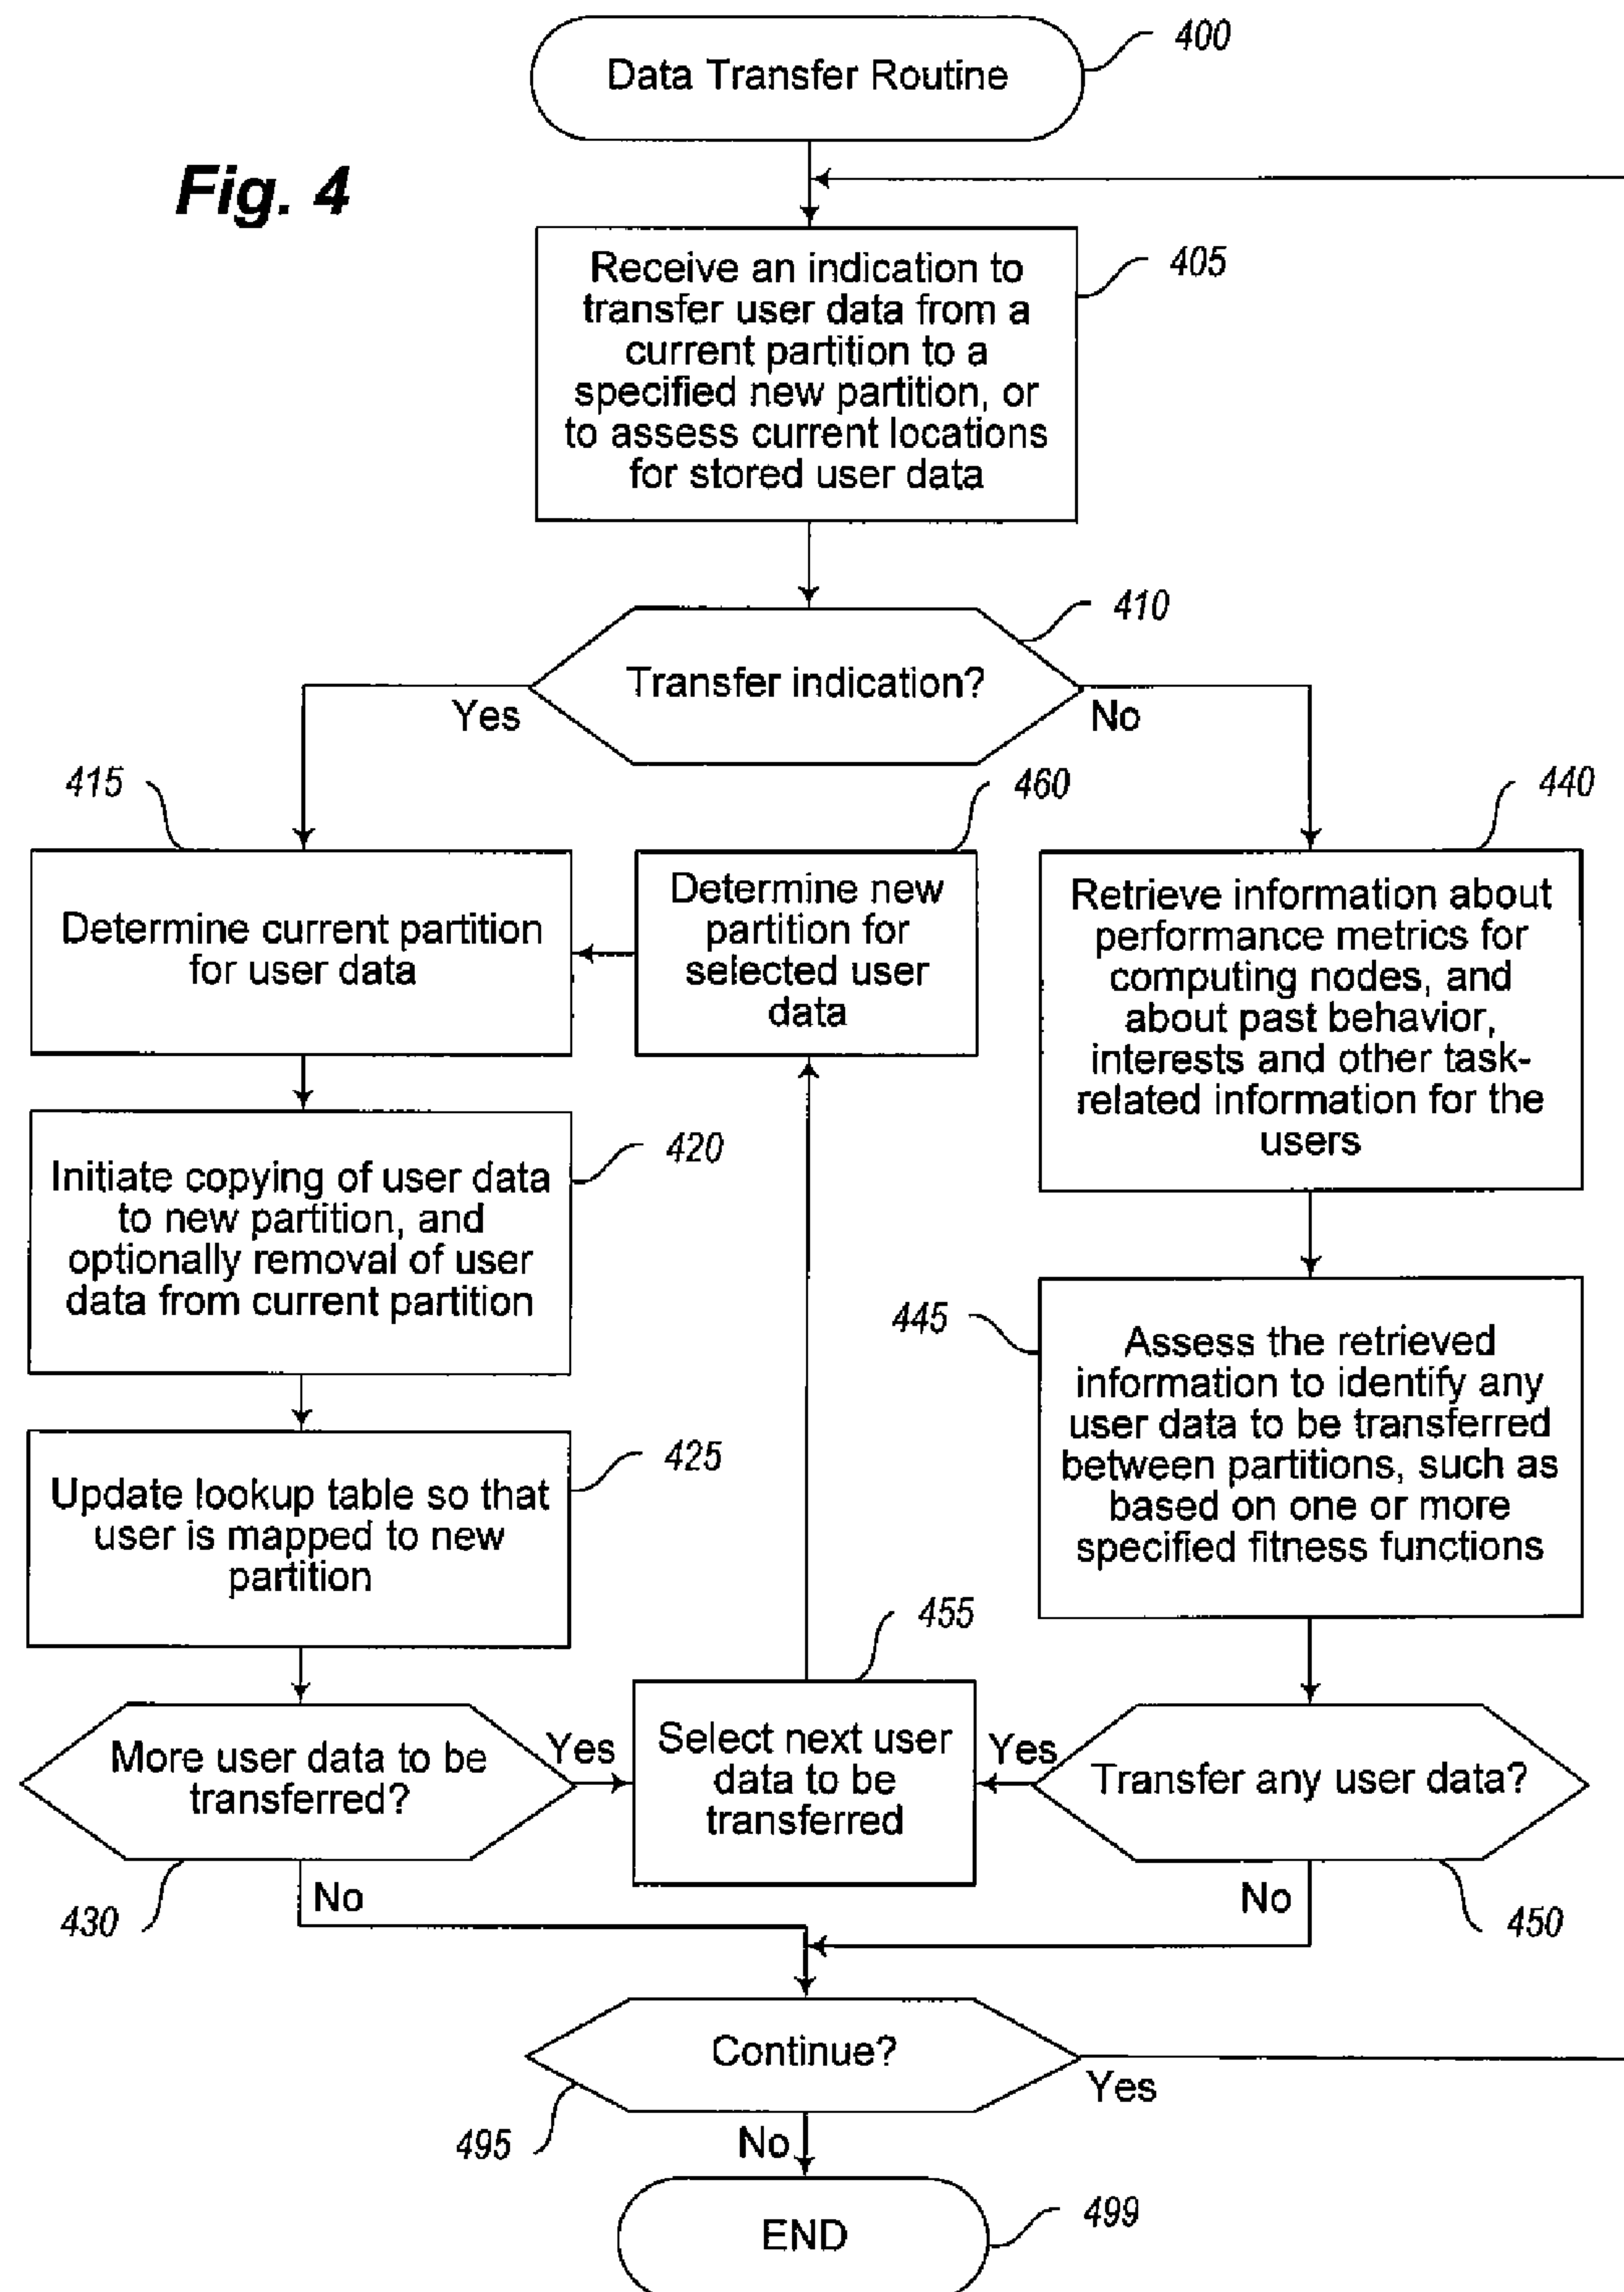 400
Data Transfer Routine
Fig. 4
405
Receive an indication to
transfer user data from a
current partition to a
specified new partition, or
to assess current locations
for stored user data
410
Transfer indication?
Yes
No
415
460
440
Determine current partition
for user data
Determine new
partition for
selected user
data
Retrieve information about
performance metrics for
computing nodes, and
about past behavior,
interests and other task-
related information for the
users
420
Initiate copying of user data
to new partition, and
optionally removal of user
data from current partition
445
Assess the retrieved
information to identify any
user data to be transferred
between partitions, such as
based on one or more
specified fitness functions
425
Update lookup table so that
user is mapped to new
partition
455
More user data to be
transferred?
Yes
Select next user
data to be
transferred
Yes
Transfer any user data?
430
No
No
450
Continue?
Yes
495
No
499
END